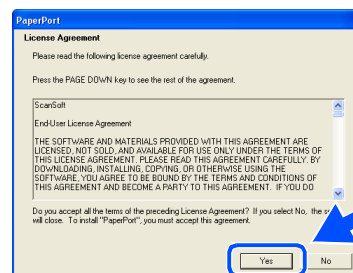 PaperPort
License Agreement
Please read the following license agreement carefully.
Press the PAGE DOWN key to see the rest of the agreement.
ScanSoft
End-User License Agreement
THE SOFTWARE AND MATERIALS PROVIDED WITH THIS AGREEMENT ARE
LICENSED, NOT SOLD, AND AVAILABLE FOR USE ONLY UNDER THE TERMS OF
THIS LICENSE AGREEMENT. PLEASE READ THIS AGREEMENT CAREFULLY. BY
DOWNLOADING, INSTALLING, COPYING, OR OTHERWISE USING THE
SOFTWARE, YOU AGREE TO BE BOUND BY THE TERMS AND CONDITIONS OF
THIS AGREEMENT AND BECOME A PARTY TO THIS AGREEMENT. IF YOU DO
Do you accept all the terms of the preceding License Agreement? If you select No, the
will close. To install "PaperPort", you must accept this agreement.
Yes
No